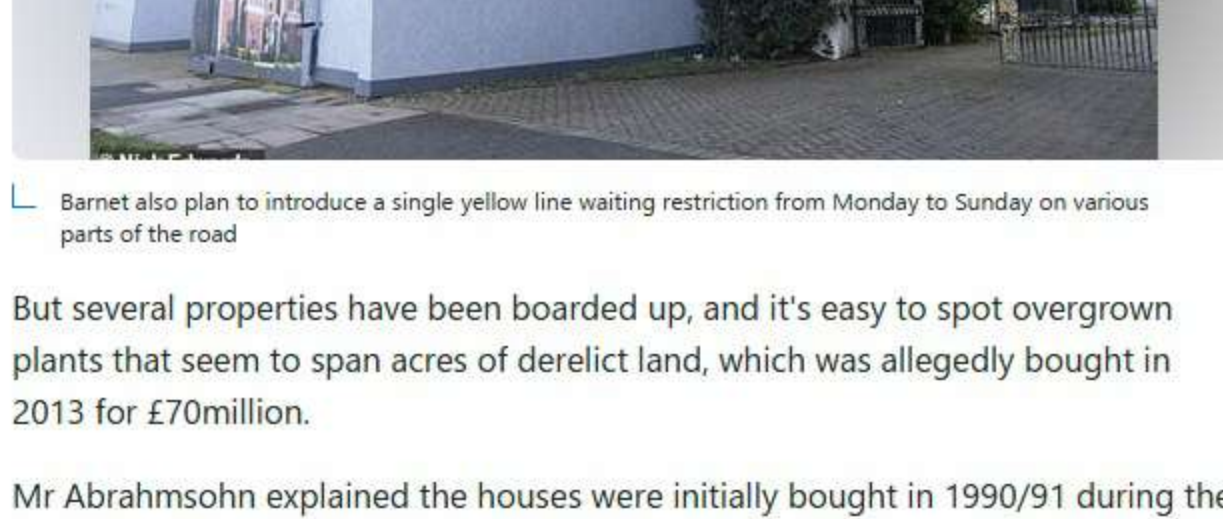 Barnet also plan to introduce a single yellow line waiting restriction from Monday to Sunday on various
parts of the road
But several properties have been boarded up, and it's easy to spot overgrown
plants that seem to span acres of derelict land, which was allegedly bought in
2013 for £70million.
Mr Abrahmsohn explained the houses were initially bought in 1990/91 during the